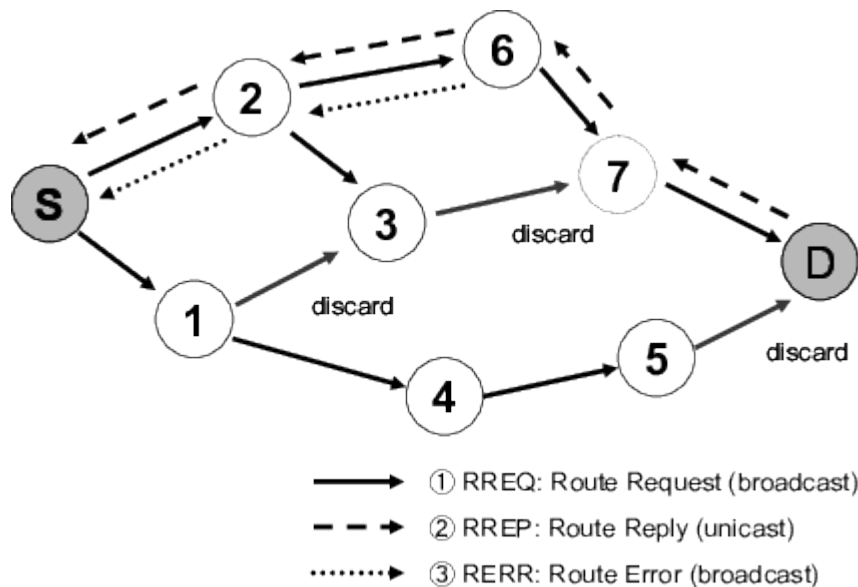 6
2
7
S
3
discard
D
discard
1
5
discard
4
① RREQ: Route Request (broadcast)
② RREP: Route Reply (unicast)
③ RERR: Route Error (broadcast)